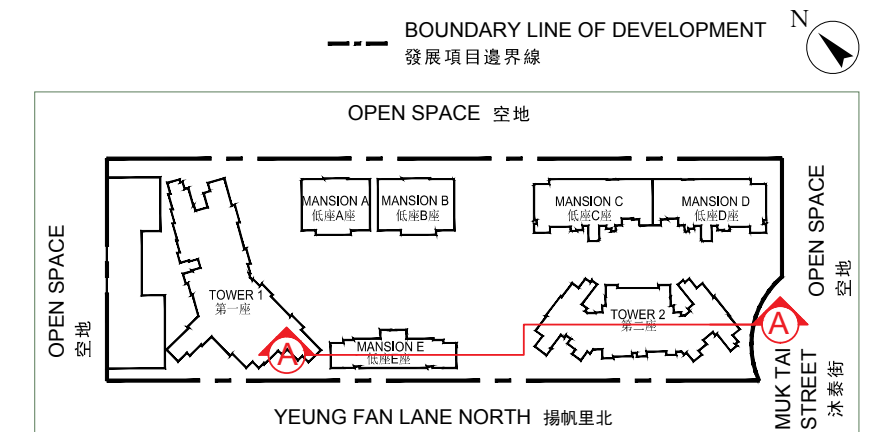 BOUNDARY LINE OF DEVELOPMENT
發展項目邊界線
N
OPEN SPACE 空地
OPEN SPACE
空地
MANSION A
低座A座
MANSION B
低座B座
MANSION C
低座C座
MANSION D
低座D座
OPEN SPACE
空地
TOWER 1
第一座
TOWER 2
第二座
A
MANSION E
低座E座
A
MUK TAI
STREET
沐泰街
YEUNG FAN LANE NORTH 揚帆里北